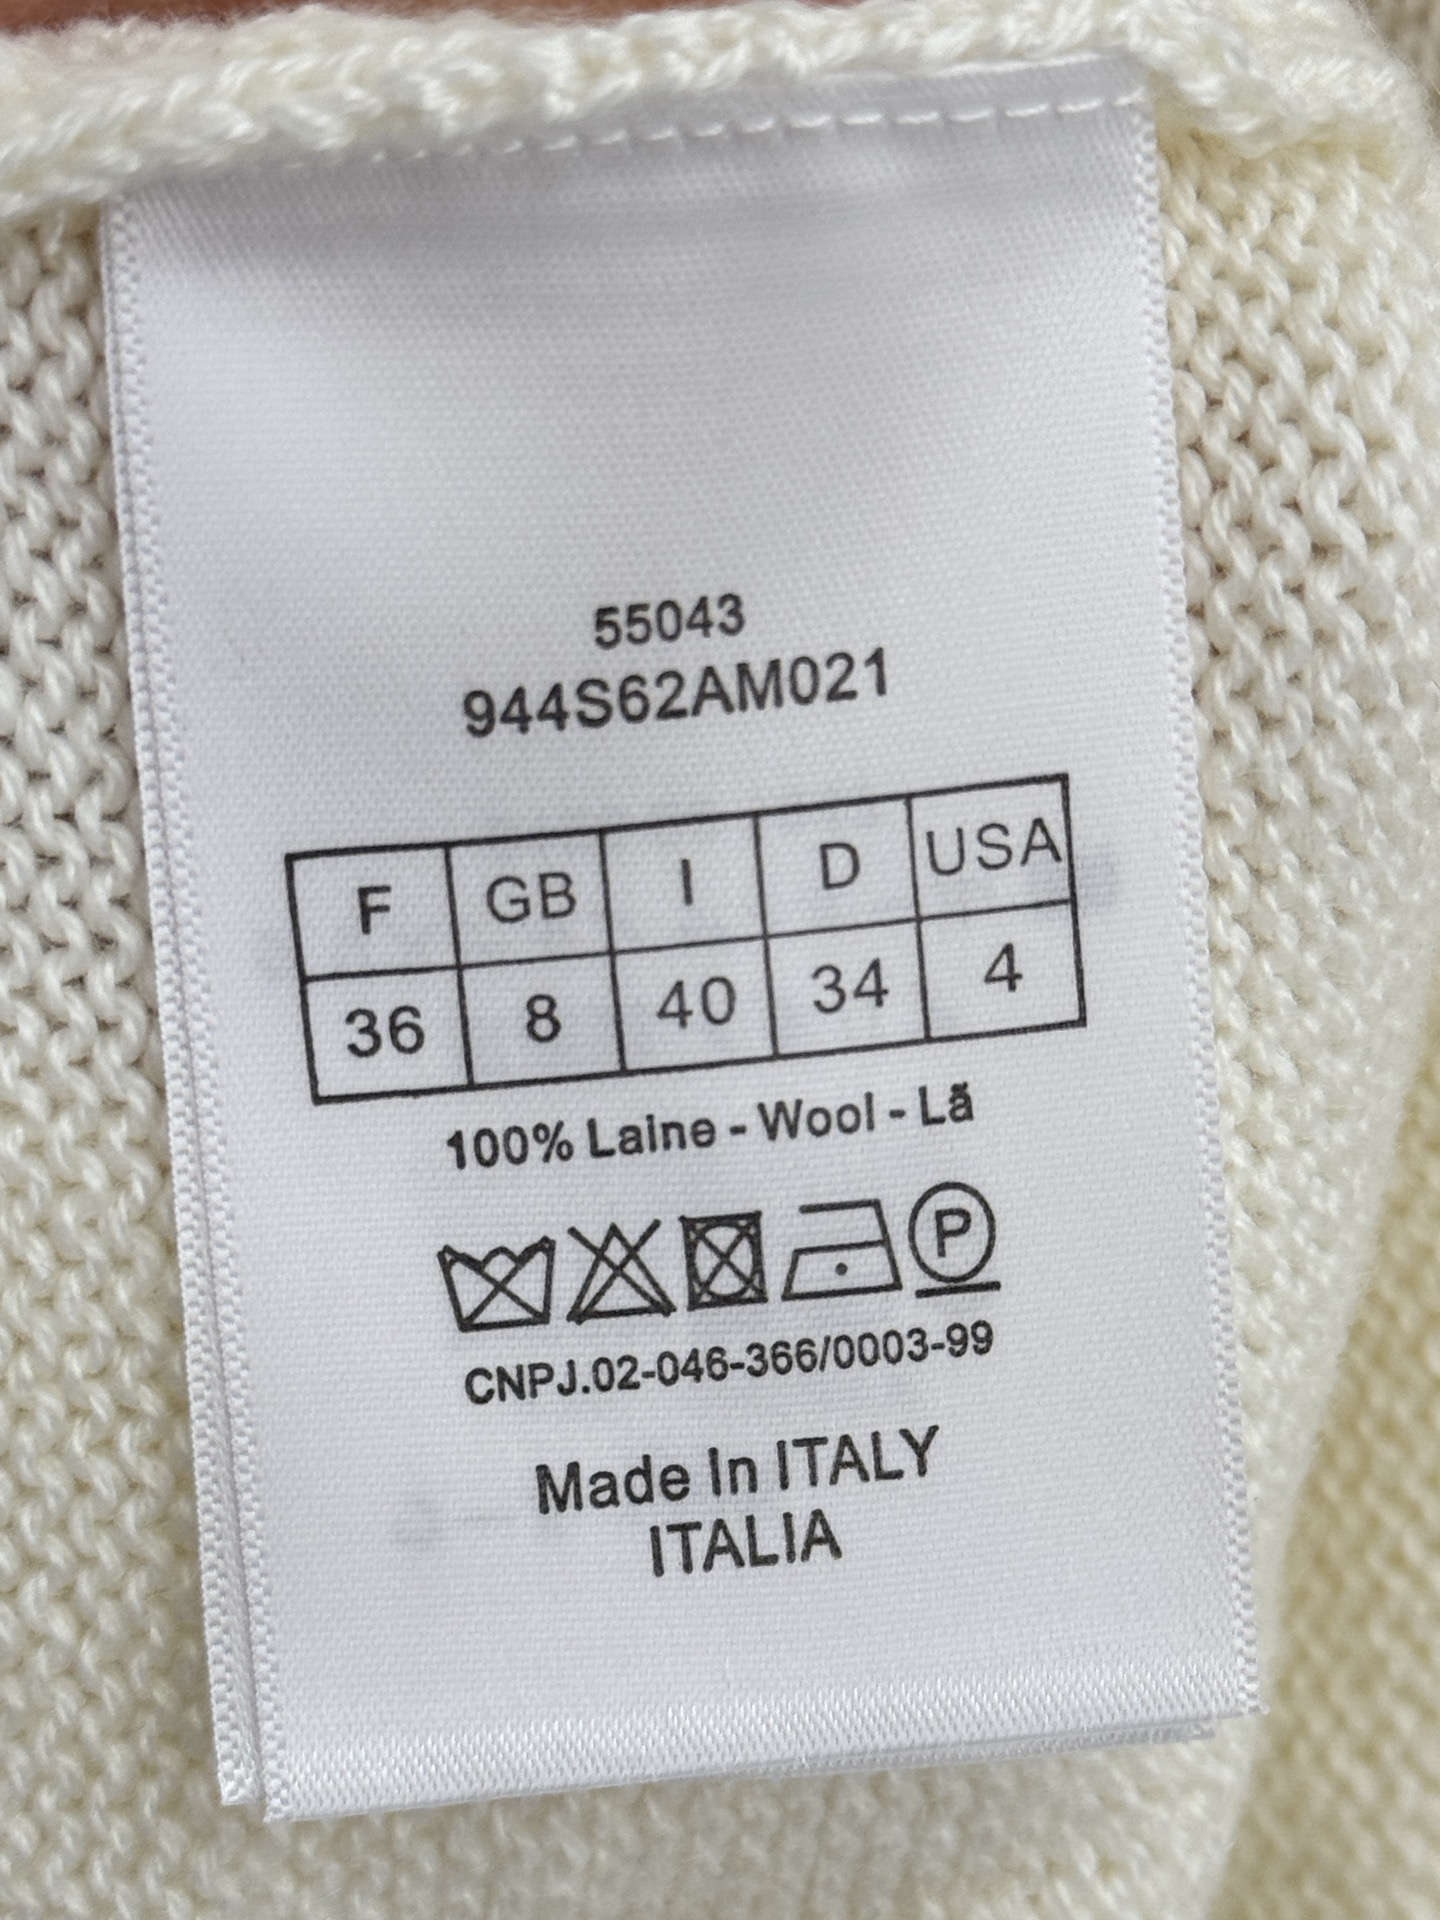 55043
944S62AM021
F GB I D USA
36 8 40 34 4
100% Laine - Wool - Lã
P
CNPJ.02-046-366/0003-99
Made In ITALY
ITALIA